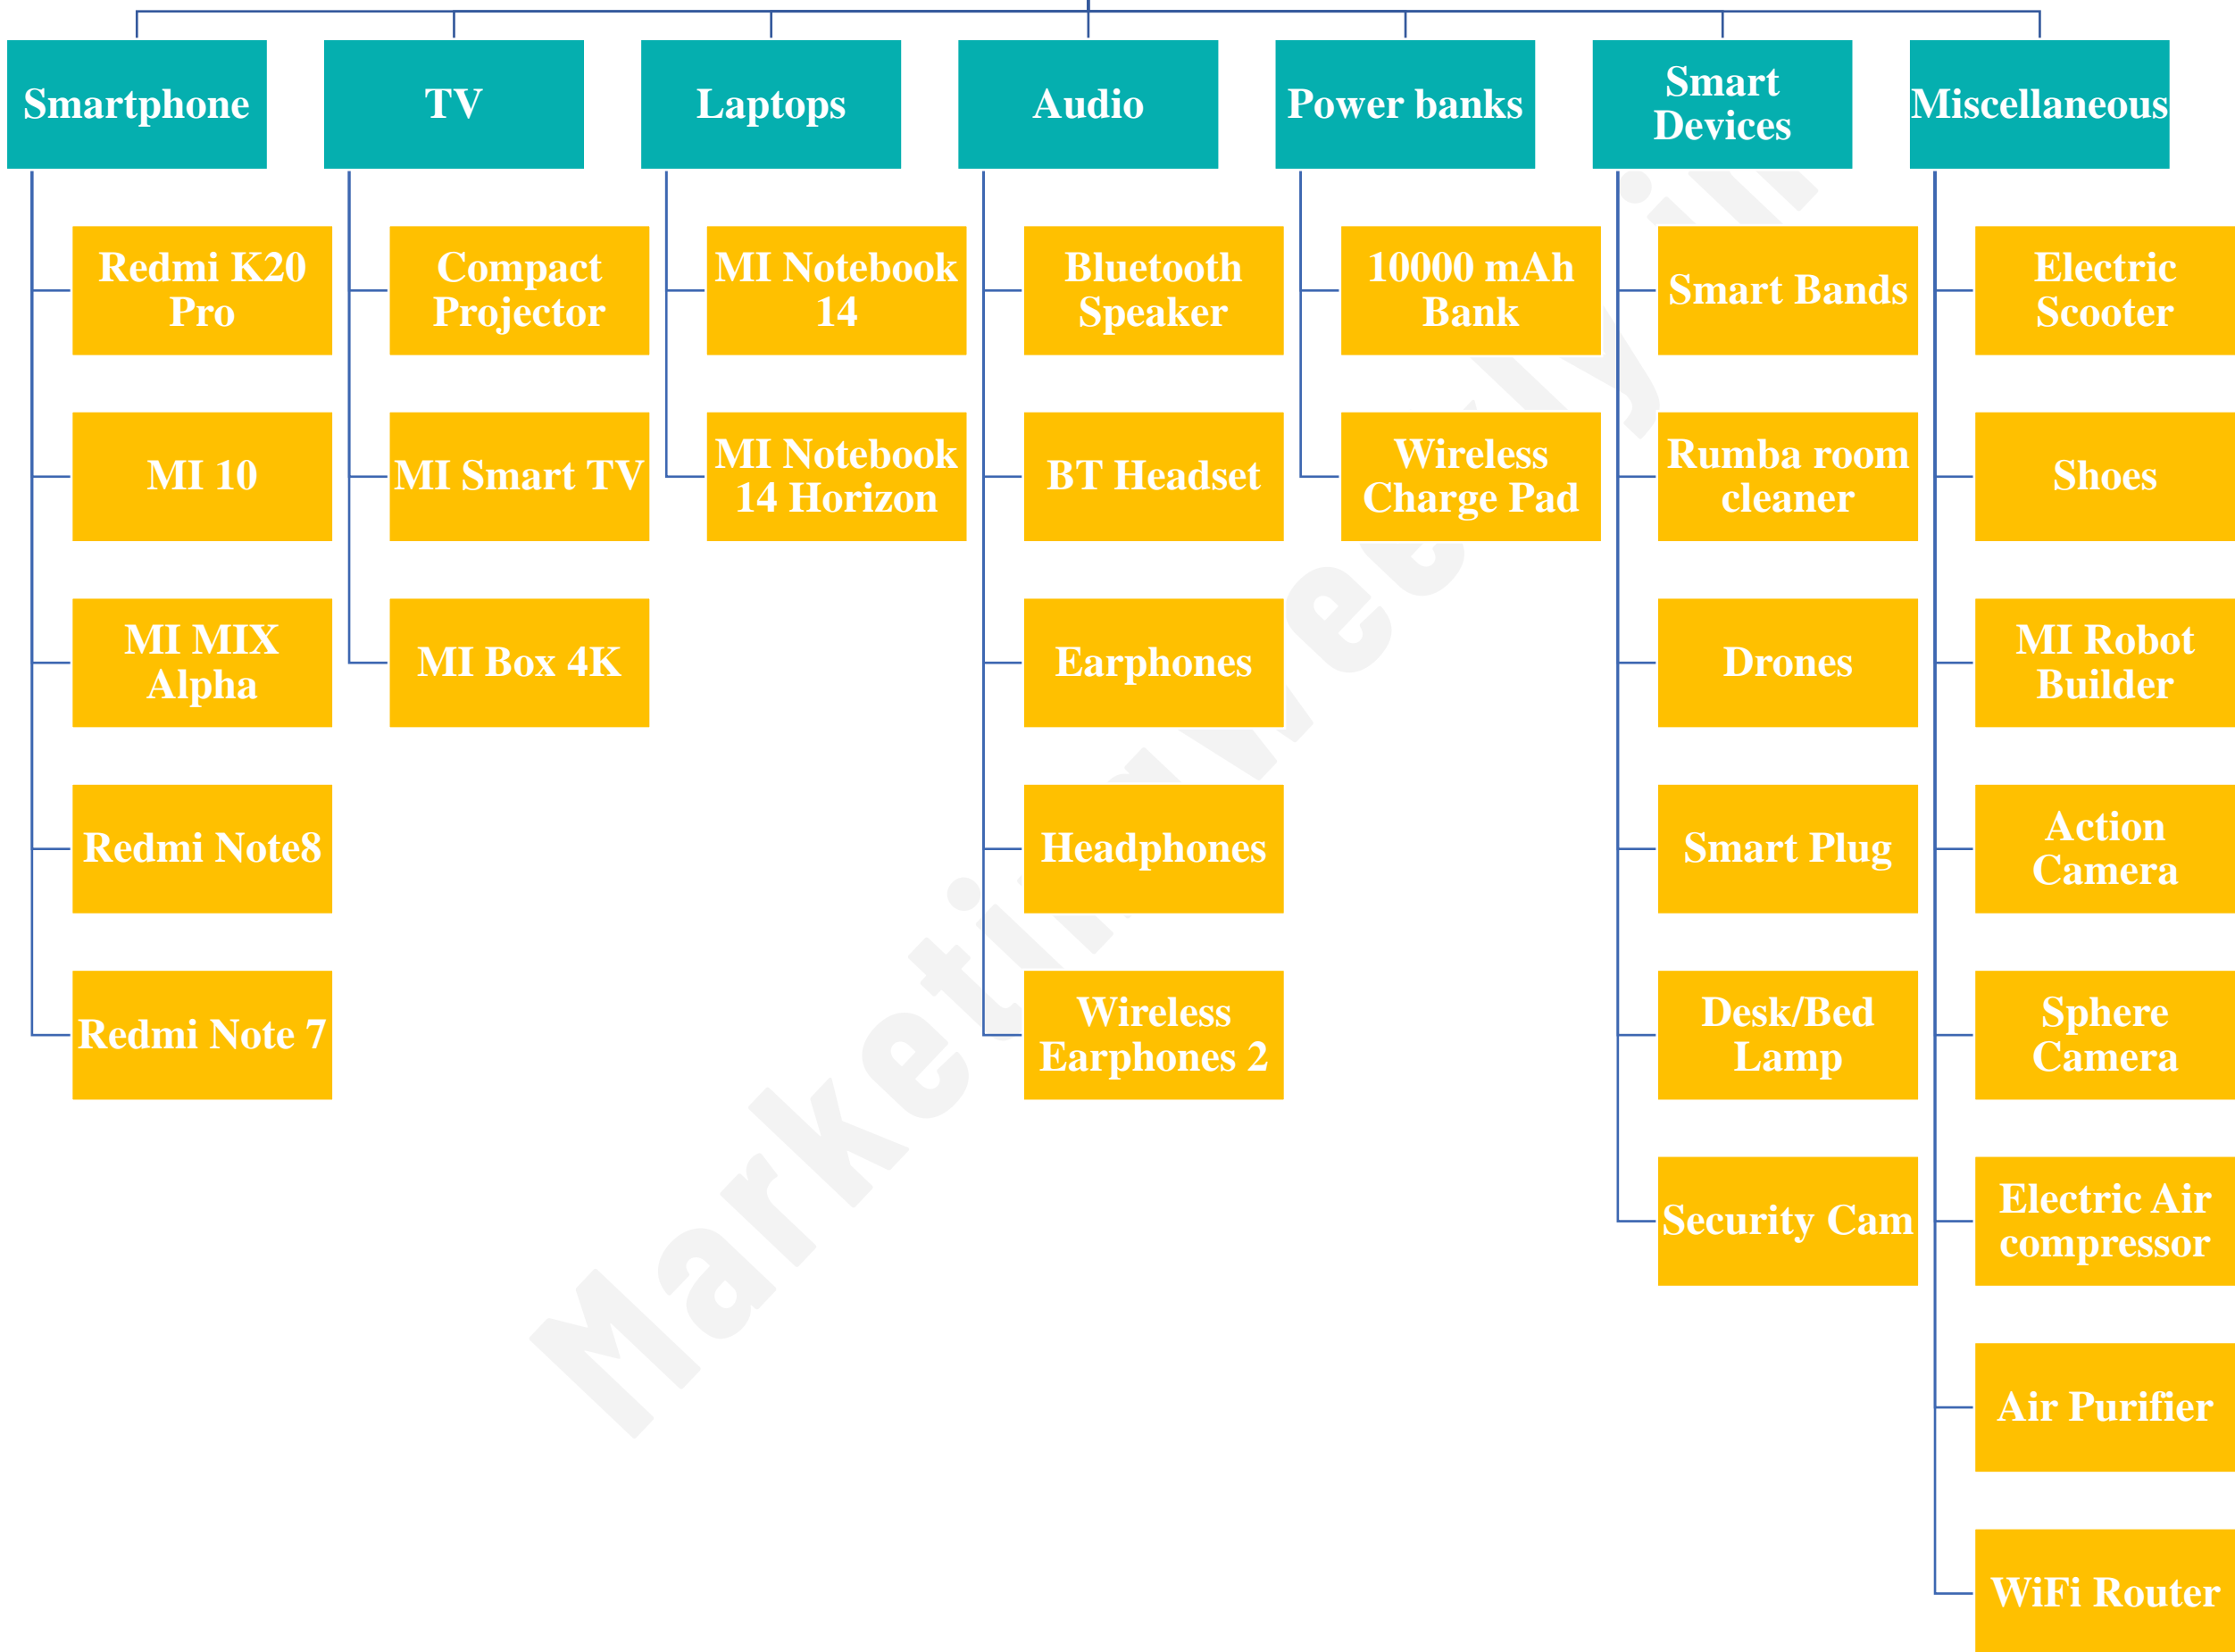 Smartphone
TV
Laptops
Audio
Power banks
Smart
Devices
Miscellaneous
Redmi K20
Pro
MI 10
MI MIX
Alpha
Redmi Note8
Redmi Note 7
Compact
Projector
MI Smart TV
MI Box 4K
MI Notebook
14
MI Notebook
14 Horizon
Bluetooth
Speaker
BT Headset
Earphones
Headphones
Wireless
Earphones 2
10000 mAh
Bank
Wireless
Charge Pad
Smart Bands
Rumba room
cleaner
Drones
Smart Plug
Desk/Bed
Lamp
Security Cam
Electric
Scooter
Shoes
MI Robot
Builder
Action
Camera
Sphere
Camera
Electric Air
compressor
Air Purifier
WiFi Router